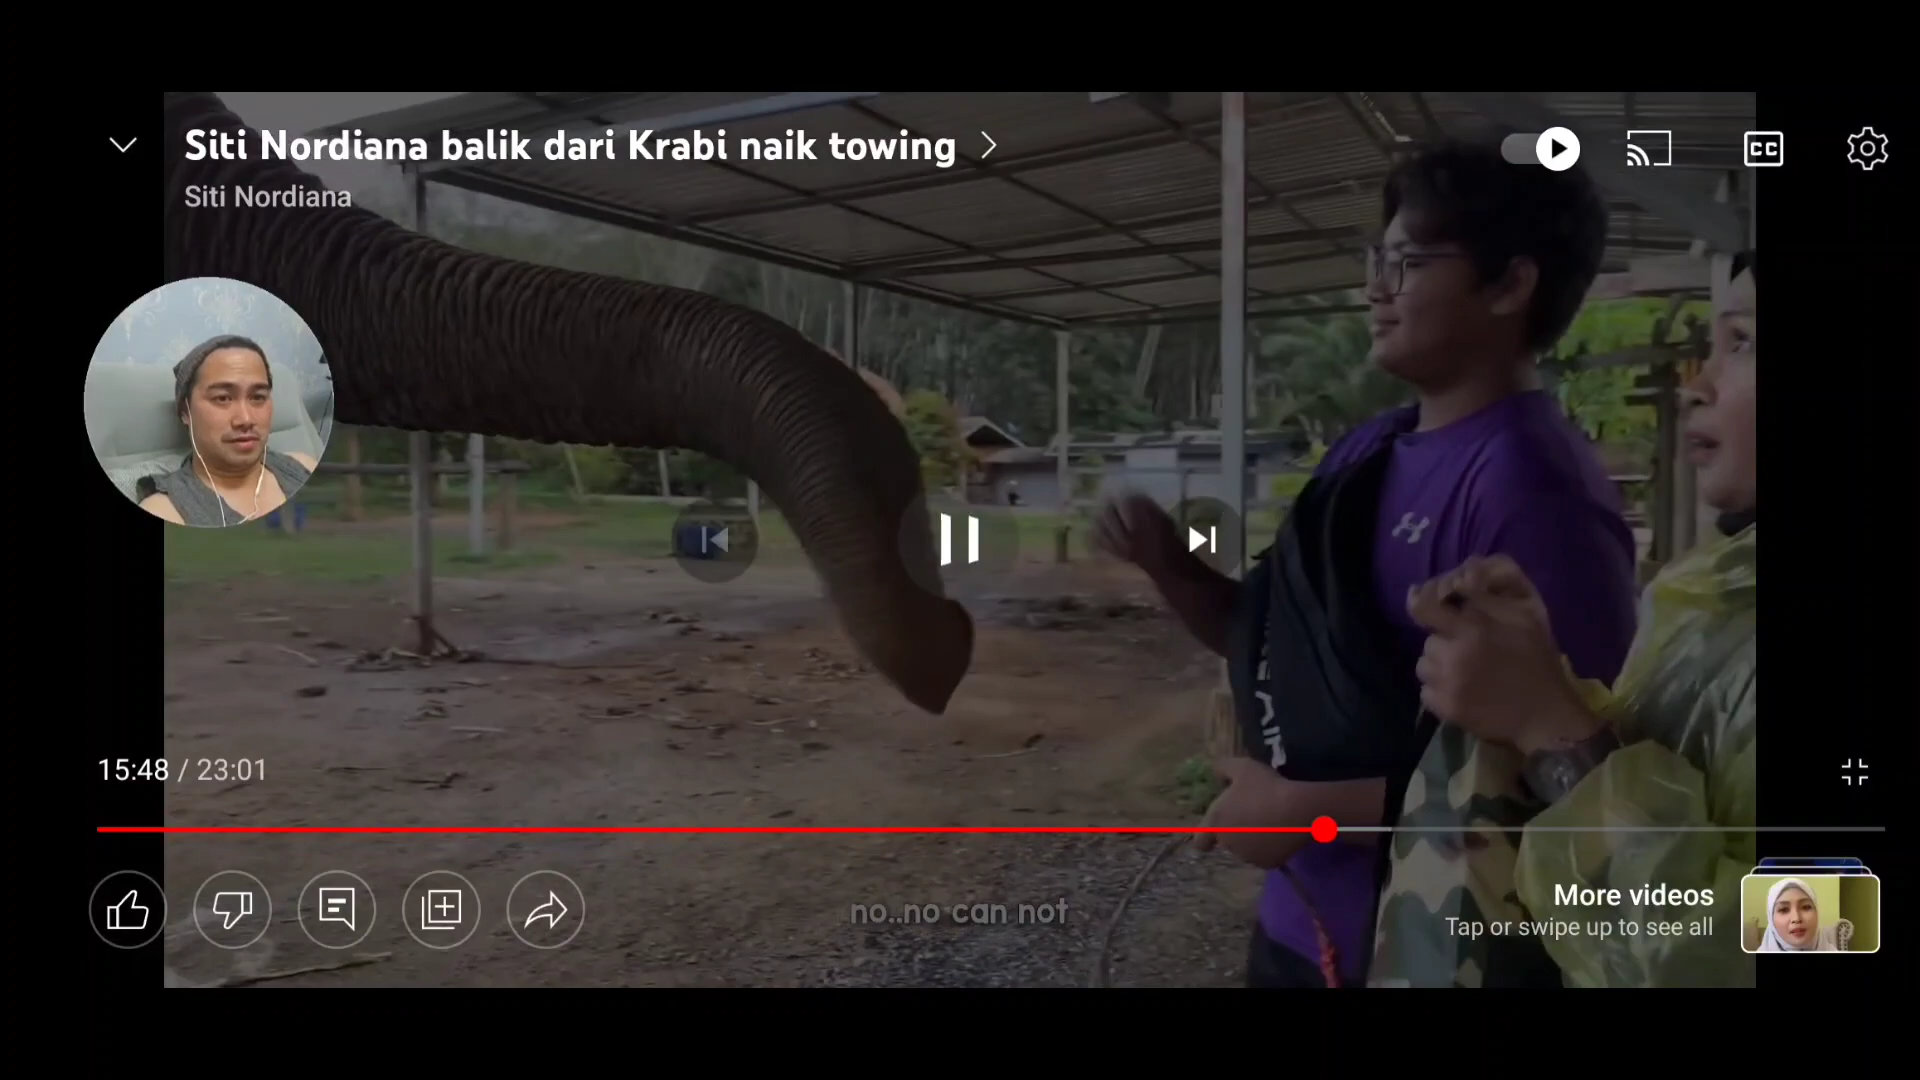 Siti Nordiana balik dari Krabi naik towing
Siti Nordiana
CC
15:48 / 23:01
no..no can not
More videos
Tap or swipe up to see all